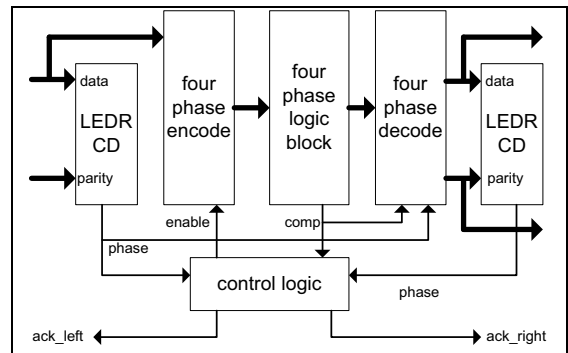 data
LEDR
CD
parity
four
phase
encode
four
phase
logic
block
four
phase
decode
data
LEDR
CD
parity
enable
comp
phase
control logic
phase
ack_left
ack_right